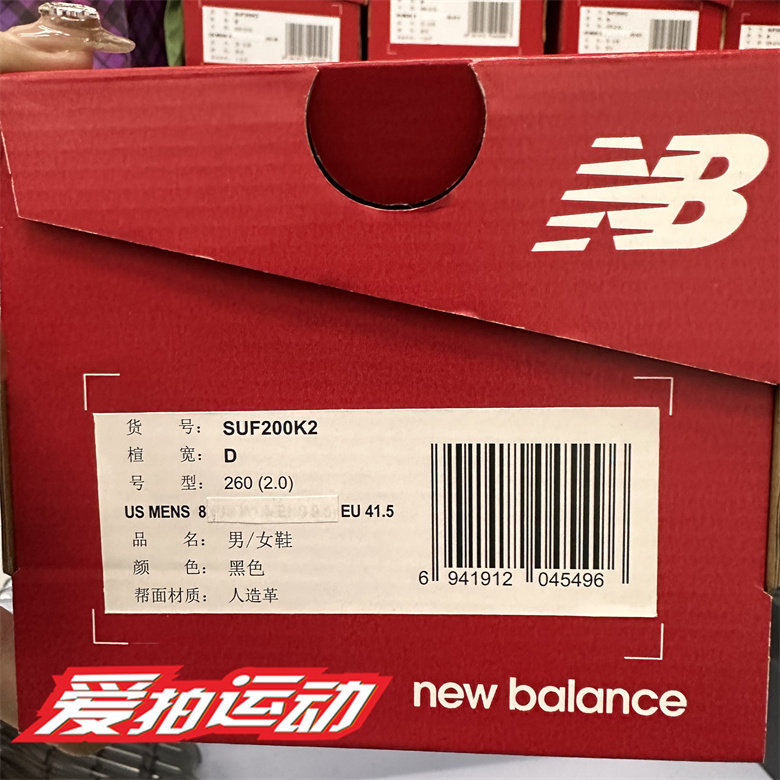 NB
货 号: SUF200K2
楦 宽: D
号 型: 260 (2.0)
US MENS 8 EU 41.5
品 名: 男/女鞋
颜 色: 黑色
帮面材质: 人造革
6 941912 045496
爱拍运动
new balance